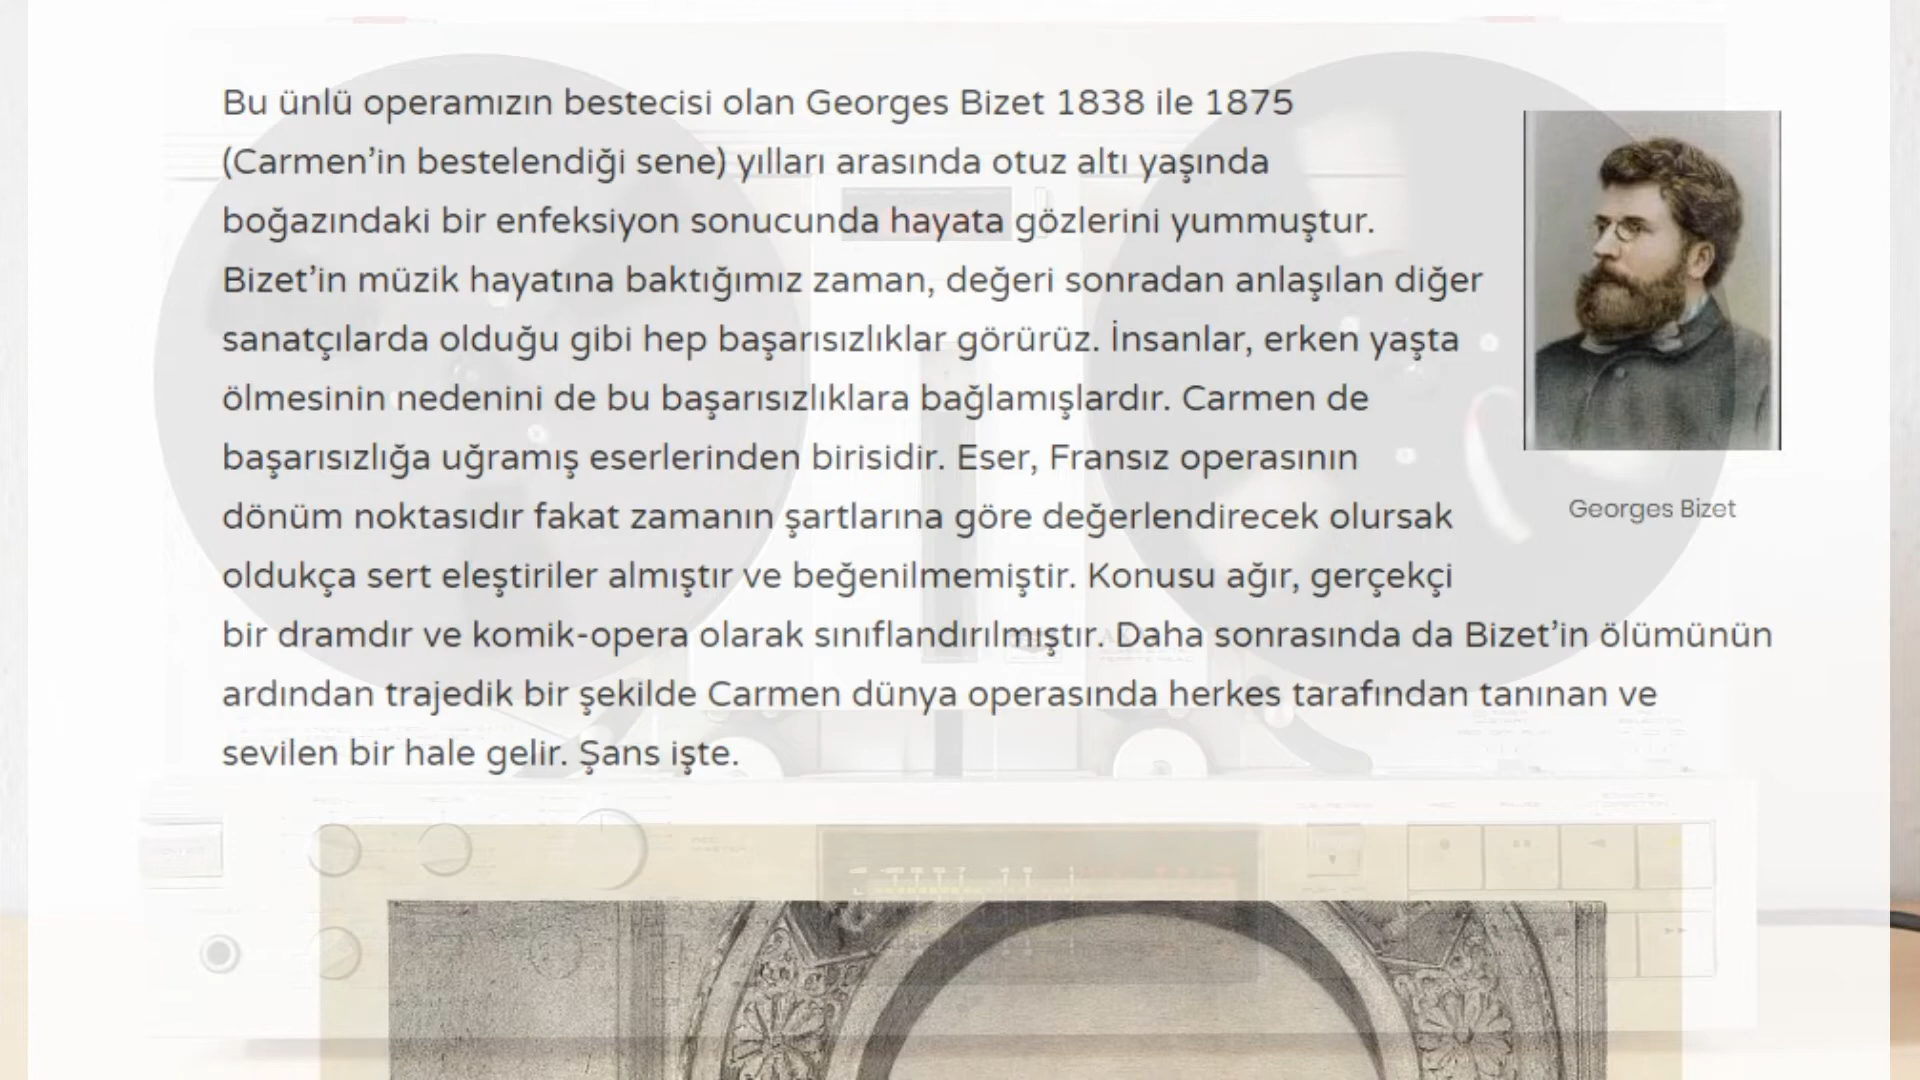 Bu ünlü operamızın bestecisi olan Georges Bizet 1838 ile 1875
(Carmen’in bestelendiği sene) yılları arasında otuz altı yaşında
boğazındaki bir enfeksiyon sonucunda hayata gözlerini yummuştur.
Bizet’in müzik hayatına baktığımız zaman, değeri sonradan anlaşılan diğer
sanatçılarda olduğu gibi hep başarısızlıklar görürüz. İnsanlar, erken yaşta
ölmesinin nedenini de bu başarısızlıklara bağlamışlardır. Carmen de
başarısızlığa uğramış eserlerinden birisidir. Eser, Fransız operasının
dönüm noktasıdır fakat zamanın şartlarına göre değerlendirecek olursak
oldukça sert eleştiriler almıştır ve beğenilmemiştir. Konusu ağır, gerçekçi
bir dramdır ve komik-opera olarak sınıflandırılmıştır. Daha sonrasında da Bizet’in ölümünün
ardından trajedik bir şekilde Carmen dünya operasında herkes tarafından tanınan ve
sevilen bir hale gelir. Şans işte.
Georges Bizet